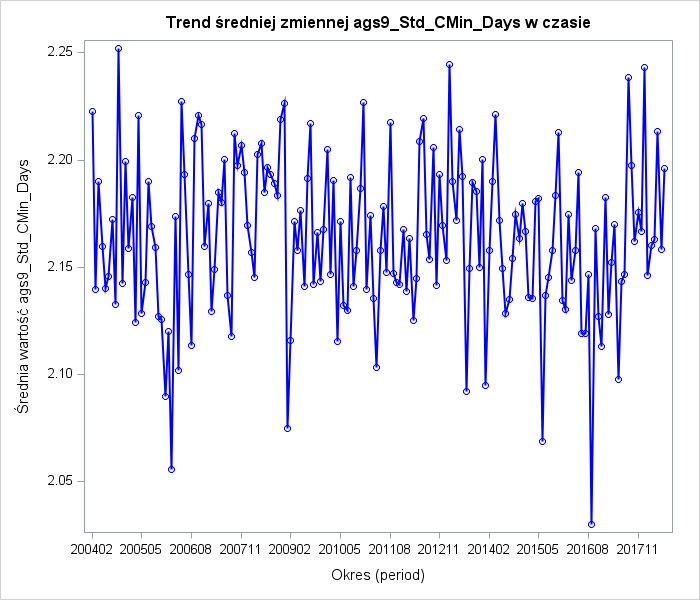 Trend średniej zmiennej ags9_Std_CMin_Days w czasie
2.25
2.20
2.15
2.10
2.05
Średnia wartość ags9_Std_CMin_Days
200402 200505 200608 200711 200902 201005 201108 201211 201402 201505 201608 201711
Okres (period)